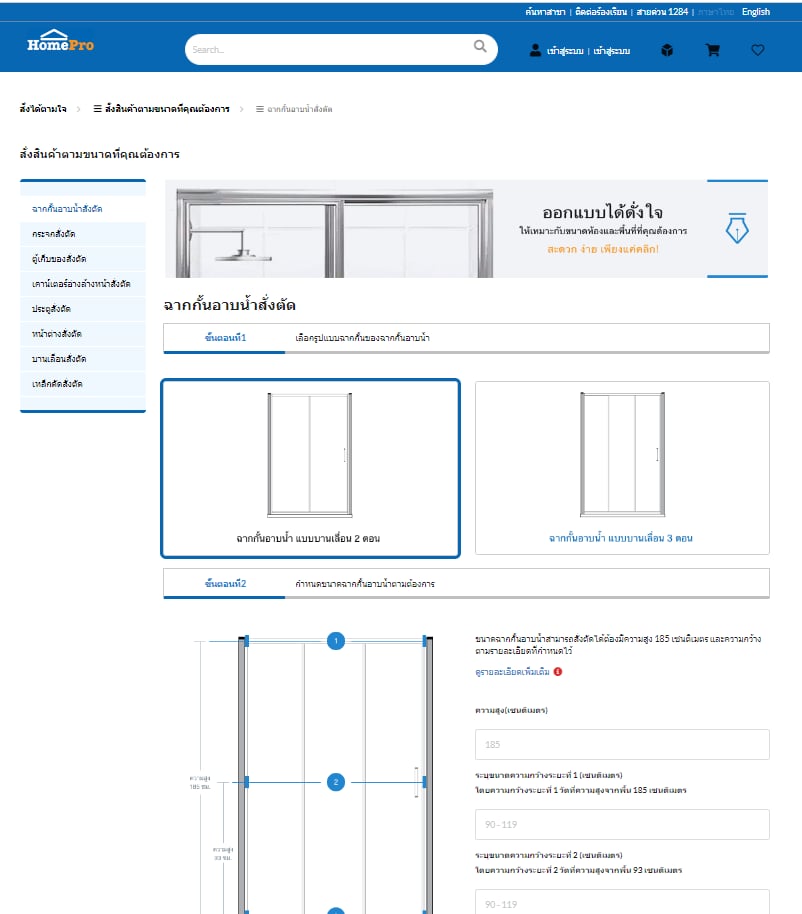 ค้นหาสาขา | ติดต่อร้องเรียน | สายด่วน 1284 | ภาษาไทย English
HomePro
Search...
เข้าสู่ระบบ | เข้าสู่ระบบ
สั่งได้ตามใจ > สั่งสินค้าตามขนาดที่คุณต้องการ > ฉากกั้นอาบน้ำสั่งตัด
สั่งสินค้าตามขนาดที่คุณต้องการ
ฉากกั้นอาบน้ำสั่งตัด
กระจกสั่งตัด
ตู้เก็บของสั่งตัด
เคาน์เตอร์อ่างล้างหน้าสั่งตัด
ประตูสั่งตัด
หน้าต่างสั่งตัด
บานเลื่อนสั่งตัด
เหล็กดัดสั่งตัด
ออกแบบได้ดั่งใจ
ให้เหมาะกับขนาดห้องและพื้นที่ที่คุณต้องการ
สะดวก ง่าย เพียงแค่คลิก!
ฉากกั้นอาบน้ำสั่งตัด
ขั้นตอนที่1 เลือกรูปแบบฉากกั้นของฉากกั้นอาบน้ำ
ฉากกั้นอาบน้ำ แบบบานเลื่อน 2 ตอน
ฉากกั้นอาบน้ำ แบบบานเลื่อน 3 ตอน
ขั้นตอนที่2 กำหนดขนาดฉากกั้นอาบน้ำตามต้องการ
1
2
ความสูง
185 ซม.
ความสูง
93 ซม.
ขนาดฉากกั้นอาบน้ำสามารถสั่งตัดได้ต้องมีความสูง 185 เซนติเมตร และความกว้าง
ตามรายละเอียดที่กำหนดไว้
ดูรายละเอียดเพิ่มเติม
ความสูง(เซนติเมตร)
185
ระบุขนาดความกว้างระยะที่ 1 (เซนติเมตร)
โดยความกว้างระยะที่ 1 วัดที่ความสูงจากพื้น 185 เซนติเมตร
90-119
ระบุขนาดความกว้างระยะที่ 2 (เซนติเมตร)
โดยความกว้างระยะที่ 2 วัดที่ความสูงจากพื้น 93 เซนติเมตร
90-119